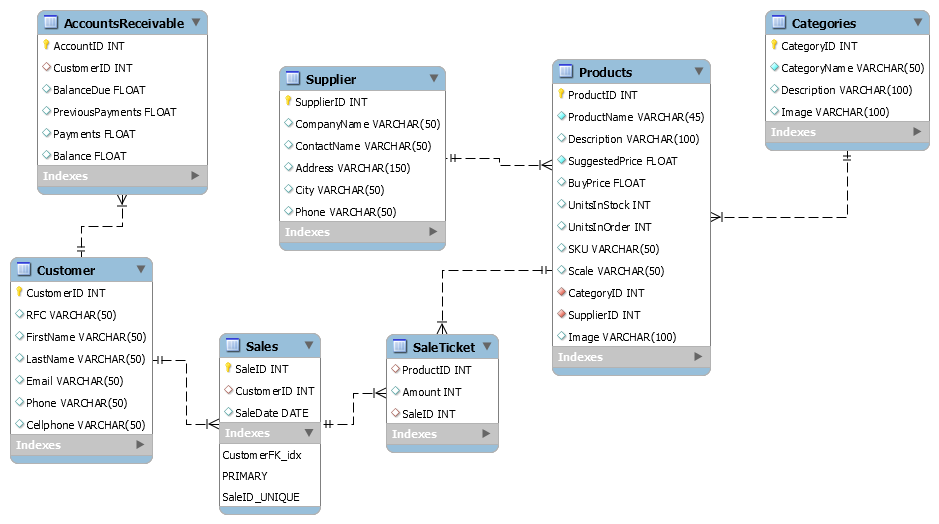 AccountsReceivable
AccountID INT
CustomerID INT
BalanceDue FLOAT
PreviousPayments FLOAT
Payments FLOAT
Balance FLOAT
Indexes
Supplier
SupplierID INT
CompanyName VARCHAR(50)
ContactName VARCHAR(50)
Address VARCHAR(150)
City VARCHAR(50)
Phone VARCHAR(50)
Indexes
Products
ProductID INT
ProductName VARCHAR(45)
Description VARCHAR(100)
SuggestedPrice FLOAT
BuyPrice FLOAT
UnitsInStock INT
UnitsInOrder INT
SKU VARCHAR(50)
Scale VARCHAR(50)
CategoryID INT
SupplierID INT
Image VARCHAR(100)
Indexes
Categories
CategoryID INT
CategoryName VARCHAR(50)
Description VARCHAR(100)
Image VARCHAR(100)
Indexes
Customer
CustomerID INT
RFC VARCHAR(50)
FirstName VARCHAR(50)
LastName VARCHAR(50)
Email VARCHAR(50)
Phone VARCHAR(50)
Cellphone VARCHAR(50)
Indexes
Sales
SaleID INT
CustomerID INT
SaleDate DATE
Indexes
CustomerFK_idx
PRIMARY
SaleID_UNIQUE
SaleTicket
ProductID INT
Amount INT
SaleID INT
Indexes